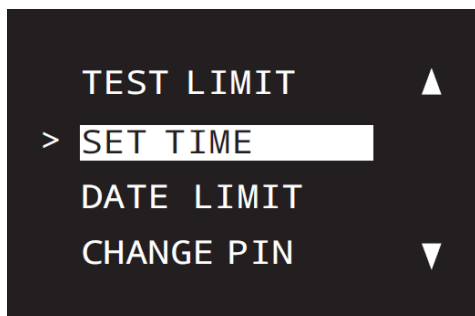 TEST LIMIT ▲
> SET TIME
DATE LIMIT
CHANGE PIN ▼